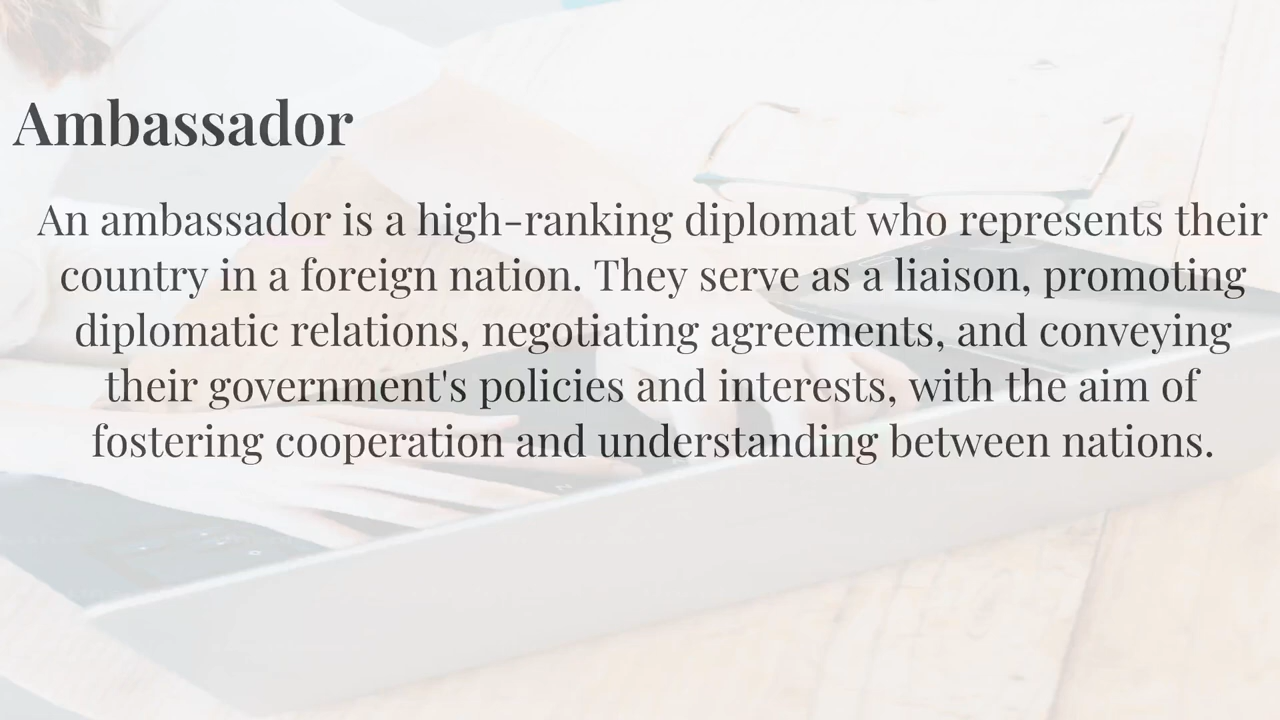 Ambassador
An ambassador is a high-ranking diplomat who represents their
country in a foreign nation. They serve as a liaison, promoting
diplomatic relations, negotiating agreements, and conveying
their government's policies and interests, with the aim of
fostering cooperation and understanding between nations.